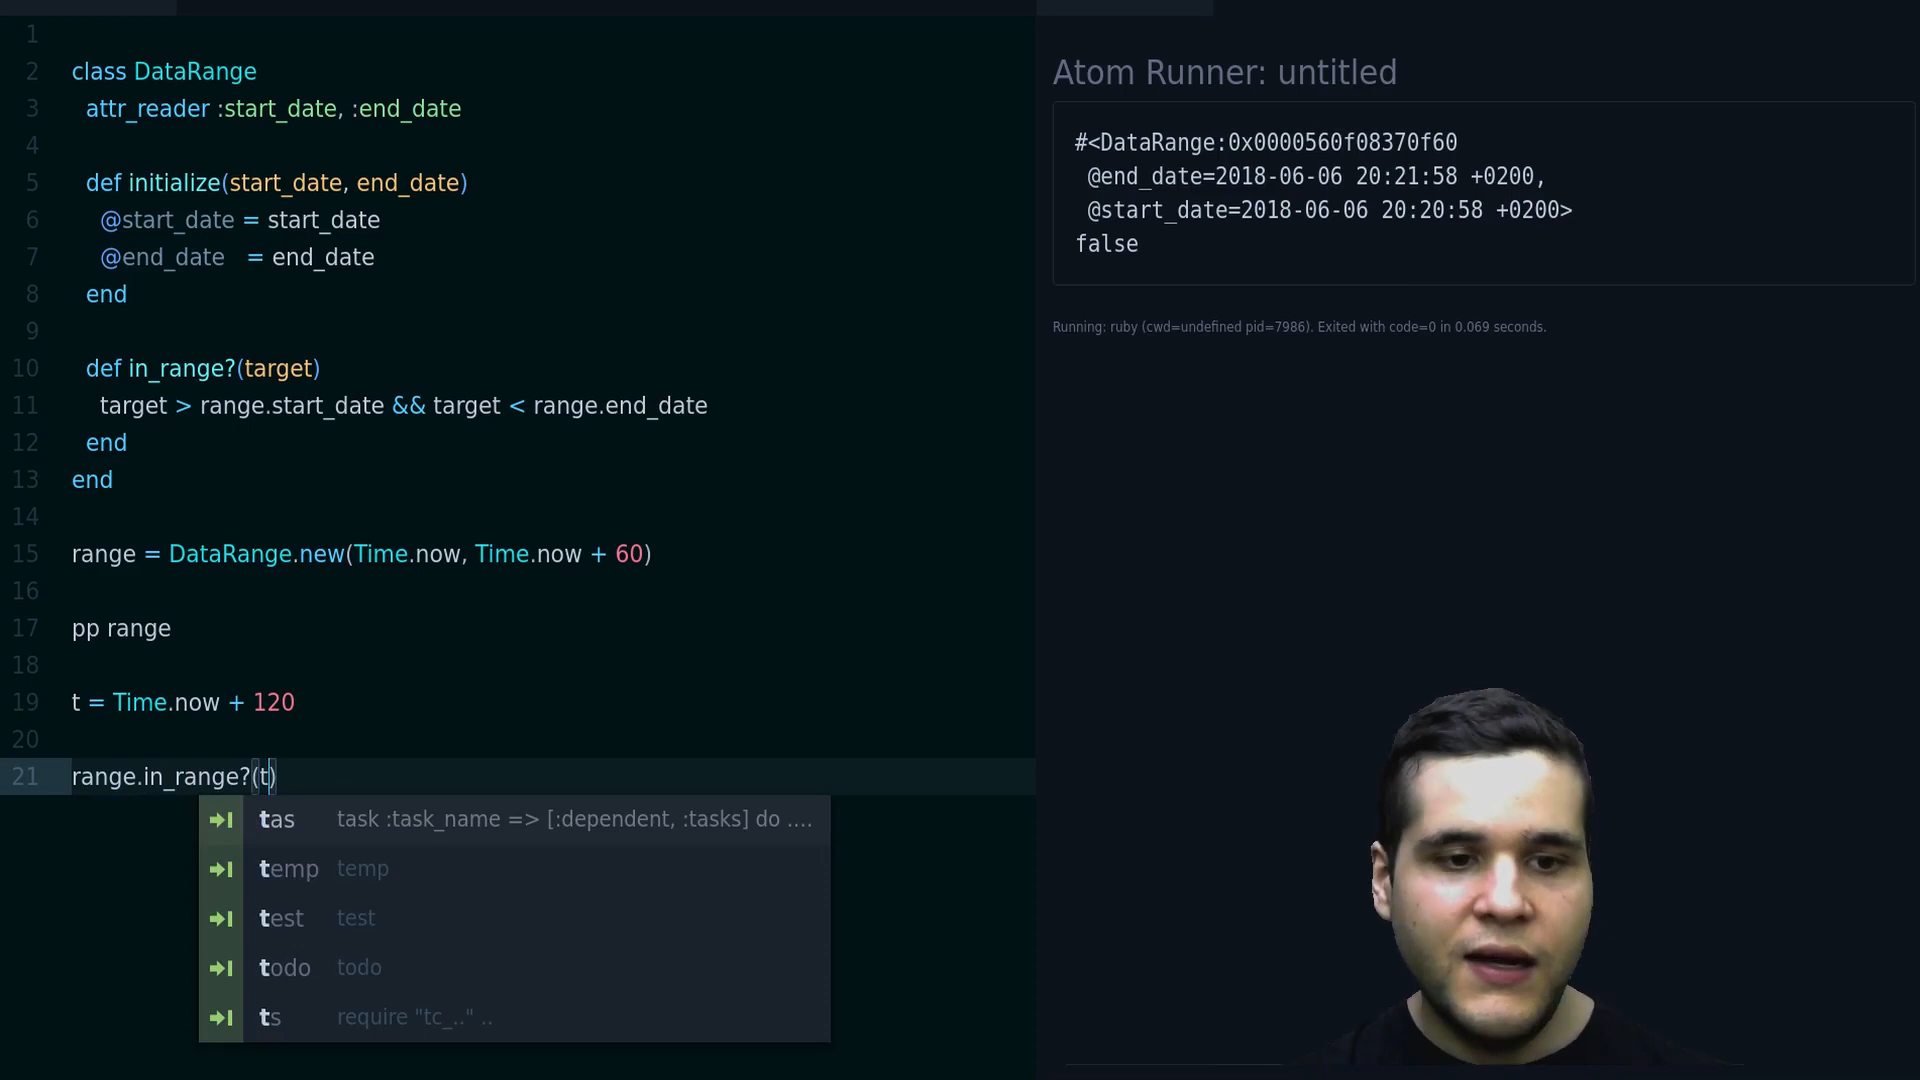 1
2 class DataRange
3 attr_reader :start_date, :end_date
4
5 def initialize(start_date, end_date)
6 @start_date = start_date
7 @end_date = end_date
8 end
9
10 def in_range?(target)
11 target > range.start_date && target < range.end_date
12 end
13 end
14
15 range = DataRange.new(Time.now, Time.now + 60)
16
17 pp range
18
19 t = Time.now + 120
20
21 range.in_range?(t)
tas task :task_name => [:dependent, :tasks] do ....
temp temp
test test
todo todo
ts require "tc_.." ..
Atom Runner: untitled
#<DataRange:0x0000560f08370f60
@end_date=2018-06-06 20:21:58 +0200,
@start_date=2018-06-06 20:20:58 +0200>
false
Running: ruby (cwd=undefined pid=7986). Exited with code=0 in 0.069 seconds.